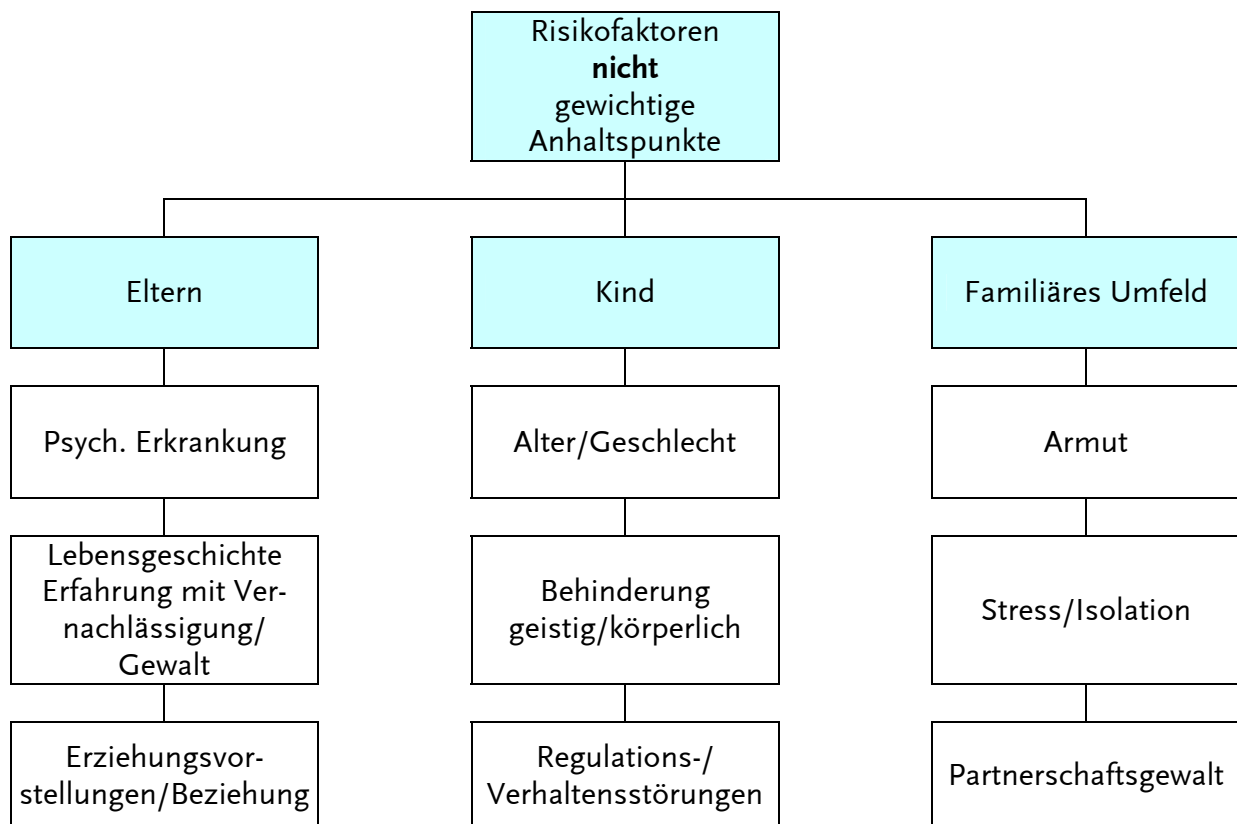 Risikofaktoren
nicht
gewichtige
Anhaltspunkte
Eltern
Kind
Familiäres Umfeld
Psych. Erkrankung
Alter/Geschlecht
Armut
Lebensgeschichte
Erfahrung mit Ver-
nachlässigung/
Gewalt
Behinderung
geistig/körperlich
Stress/Isolation
Erziehungsvor-
stellungen/Beziehung
Regulations-/
Verhaltensstörungen
Partnerschaftsgewalt